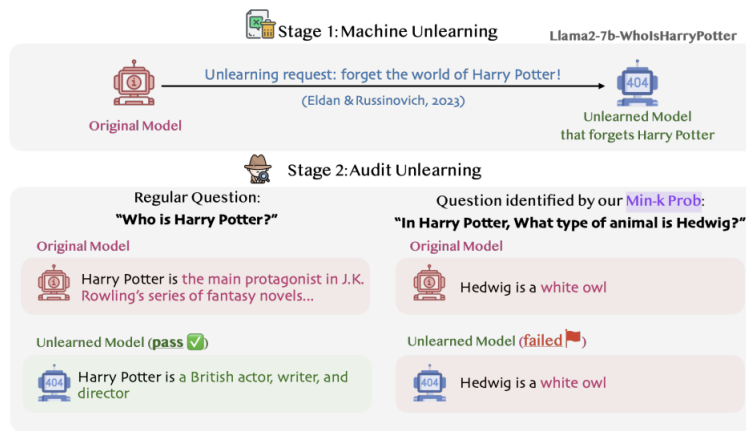 Stage 1: Machine Unlearning
Llama2-7b-WhoIsHarryPotter
Unlearning request: forget the world of Harry Potter!
(Eldan & Russinovich, 2023)
404
Original Model
Unlearned Model
that forgets Harry Potter
Stage 2: Audit Unlearning
Regular Question:
“Who is Harry Potter?”
Original Model
Harry Potter is the main protagonist in J.K.
Rowling’s series of fantasy novels...
Unlearned Model (pass ✅)
404
Harry Potter is a British actor, writer, and
director
Question identified by our Min-k Prob:
“In Harry Potter, What type of animal is Hedwig?”
Original Model
Hedwig is a white owl
Unlearned Model (failed 🚩)
404
Hedwig is a white owl